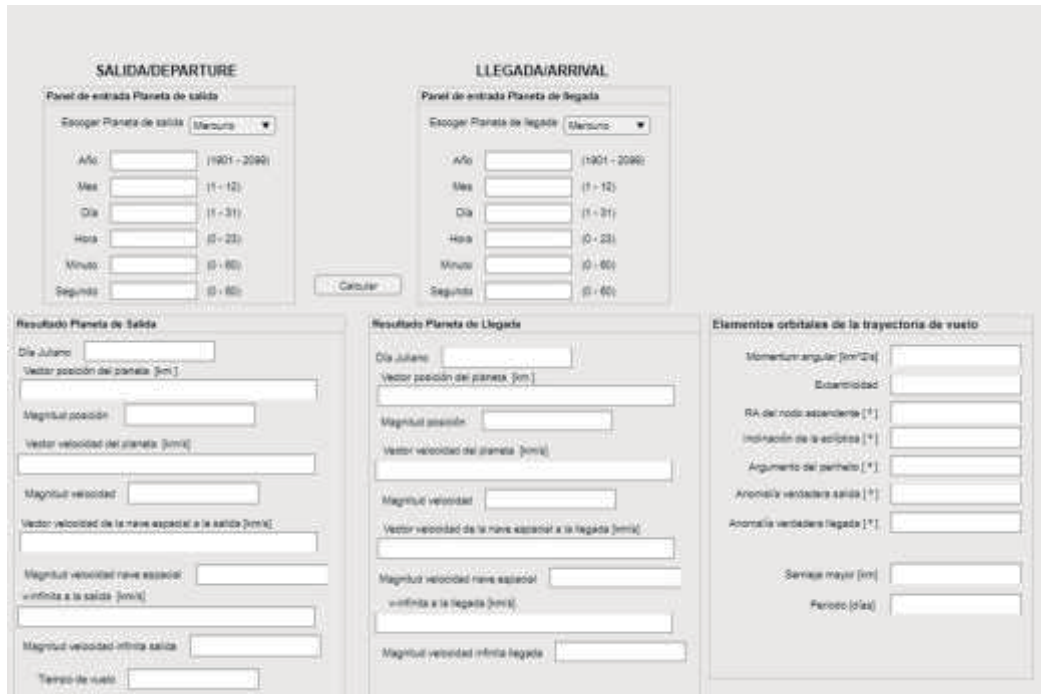 SALIDA/DEPARTURE
Panel de entrada Planeta de salida
Escoger Planeta de salida Mercurio
Año (1901 - 2099)
Mes (1 - 12)
Día (1 - 31)
Hora (0 - 23)
Minuto (0 - 60)
Segundo (0 - 60)
Calcular
LLEGADA/ARRIVAL
Panel de entrada Planeta de llegada
Escoger Planeta de llegada Mercurio
Año (1901 - 2099)
Mes (1 - 12)
Día (1 - 31)
Hora (0 - 23)
Minuto (0 - 60)
Segundo (0 - 60)
Resultado Planeta de Salida
Día Juliano
Vector posición del planeta [km]
Magnitud posición
Vector velocidad del planeta [km/s]
Magnitud velocidad
Vector velocidad de la nave espacial a la salida [km/s]
Magnitud velocidad nave espacial
v-infinita a la salida [km/s]
Magnitud velocidad infinita salida
Tiempo de vuelo
Resultado Planeta de Llegada
Día Juliano
Vector posición del planeta [km]
Magnitud posición
Vector velocidad del planeta [km/s]
Magnitud velocidad
Vector velocidad de la nave espacial a la llegada [km/s]
Magnitud velocidad nave espacial
v-infinita a la llegada [km/s]
Magnitud velocidad infinita llegada
Elementos orbitales de la trayectoria de vuelo
Momentum angular [km^2/s]
Excentricidad
RA del nodo ascendente [°]
Inclinación de la eclíptica [°]
Argumento del perihelio [°]
Anomalía verdadera salida [°]
Anomalía verdadera llegada [°]
Semieje mayor [km]
Periodo [días]